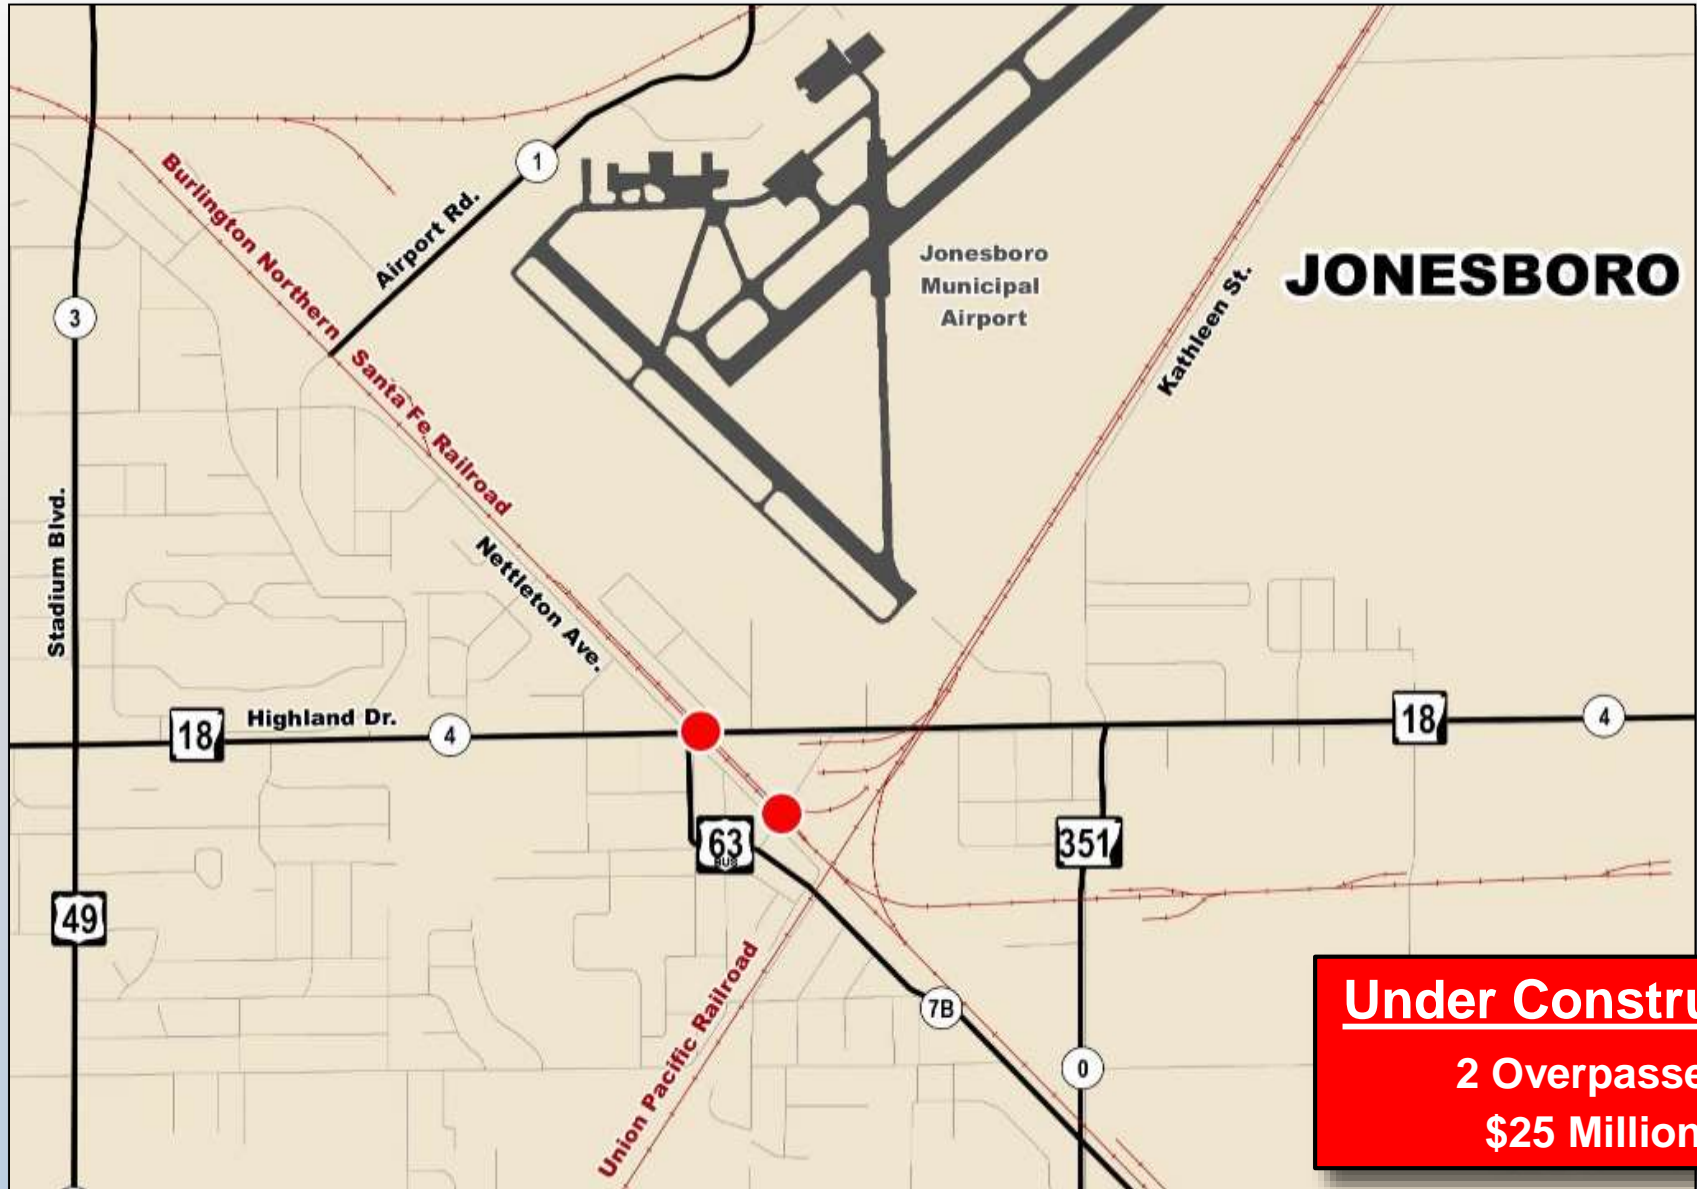 1
Burlington Northern
Airport Rd.
Jonesboro
Municipal
Airport
JONESBORO
Kathleen St.
3
Santa Fe Railroad
Stadium Blvd.
Nettleton Ave.
18
Highland Dr.
4
18
4
63
BUS
351
49
Union Pacific Railroad
7B
0
Under Constru
2 Overpasse
$25 Million